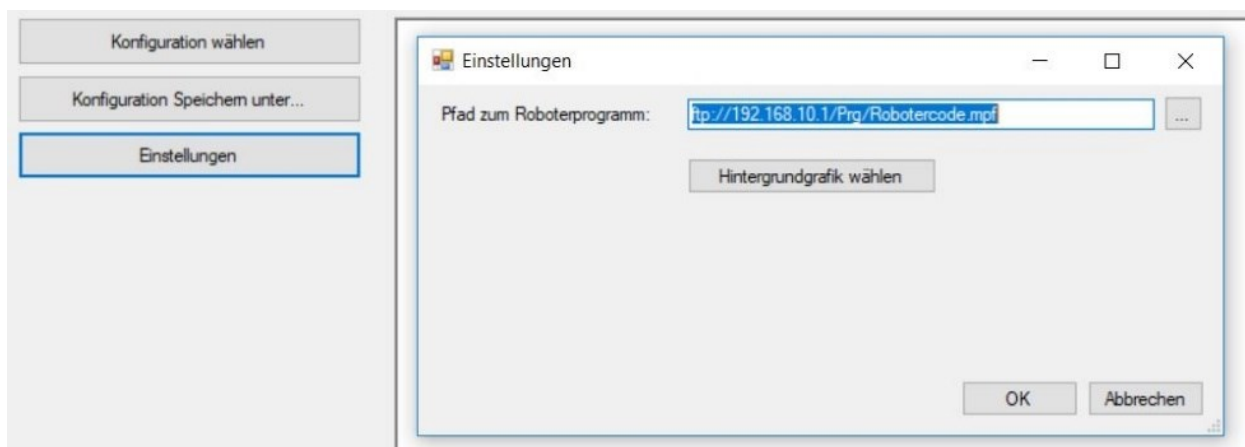 Konfiguration wählen
Konfiguration Speichern unter...
Einstellungen
Einstellungen
Pfad zum Roboterprogramm:
ftp://192.168.10.1/Prg/Robotercode.mpf
...
Hintergrundgrafik wählen
OK
Abbrechen